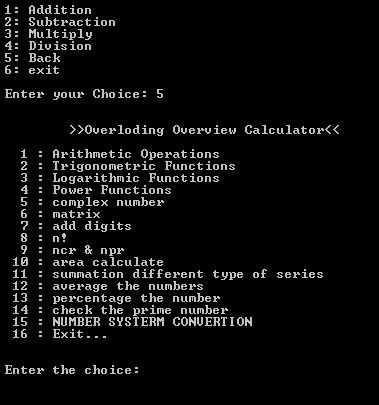 1: Addition
2: Subtraction
3: Multiply
4: Division
5: Back
6: exit
Enter your Choice: 5
>>Overloding Overview Calculator<<
1 : Arithmetic Operations
2 : Trigonometric Functions
3 : Logarithmic Functions
4 : Power Functions
5 : complex number
6 : matrix
7 : add digits
8 : n!
9 : ncr & npr
10 : area calculate
11 : summation different type of series
12 : average the numbers
13 : percentage the number
14 : check the prime number
15 : NUMBER SYSTERM CONVERTION
16 : Exit...
Enter the choice: